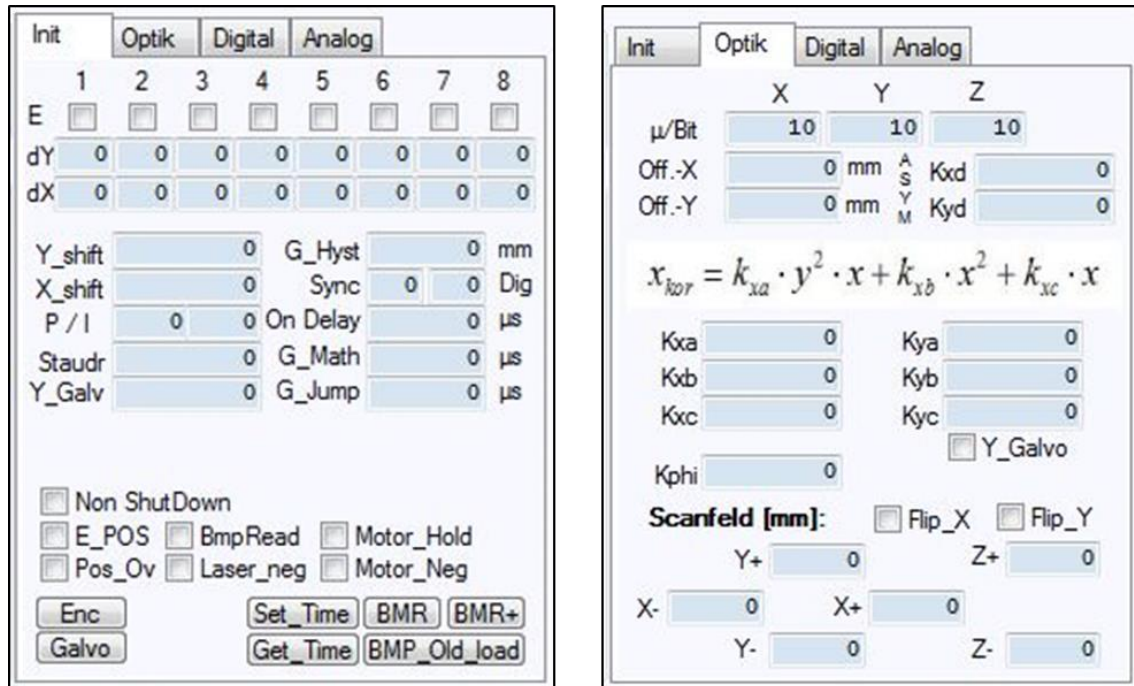 Init Optik Digital Analog
1 2 3 4 5 6 7 8
E
dY 0 0 0 0 0 0 0 0
dX 0 0 0 0 0 0 0 0
Y_shift 0 G_Hyst 0 mm
X_shift 0 Sync 0 0 Dig
P / I 0 0 On Delay 0 µs
Staudr 0 G_Math 0 µs
Y_Galv 0 G_Jump 0 µs
Non ShutDown
E_POS BmpRead Motor_Hold
Pos_Ov Laser_neg Motor_Neg
Enc Set_Time BMR BMR+
Galvo Get_Time BMP_Old_load
Init Optik Digital Analog
X Y Z
µ/Bit 10 10 10
Off.-X 0 mm ASYM Kxd 0
Off.-Y 0 mm Kyd 0
x_kor = k_xa · y² · x + k_xb · x² + k_xc · x
Kxa 0 Kya 0
Kxb 0 Kyb 0
Kxc 0 Kyc 0
Y_Galvo
Kphi 0
Scanfeld [mm]: Flip_X Flip_Y
Y+ 0 Z+ 0
X- 0 X+ 0
Y- 0 Z- 0